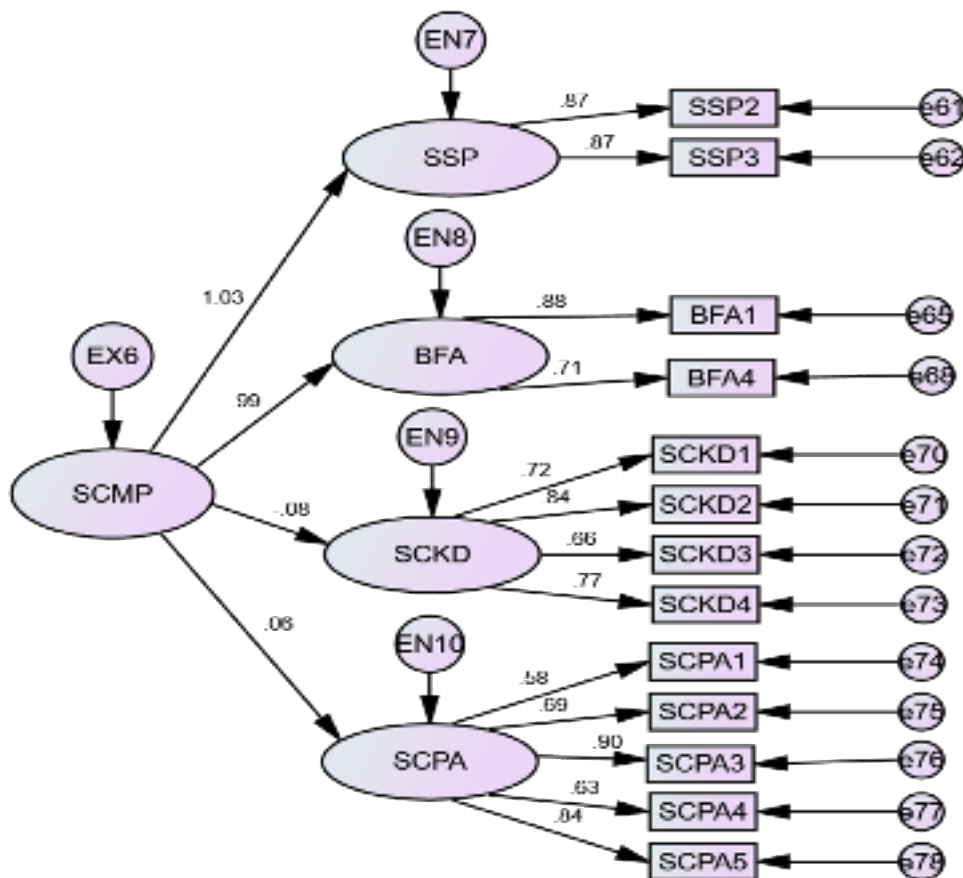 EN7
.87
SSP2
e61
SSP
.87
SSP3
e62
EN8
1.03
.88
BFA1
e65
EX6
BFA
.71
BFA4
e68
.99
EN9
.72
SCKD1
e70
SCMP
.84
SCKD2
e71
-.08
SCKD
.66
SCKD3
e72
.77
SCKD4
e73
.06
EN10
.58
SCPA1
e74
.69
SCPA2
e75
SCPA
.90
SCPA3
e76
.63
SCPA4
e77
.84
SCPA5
e78